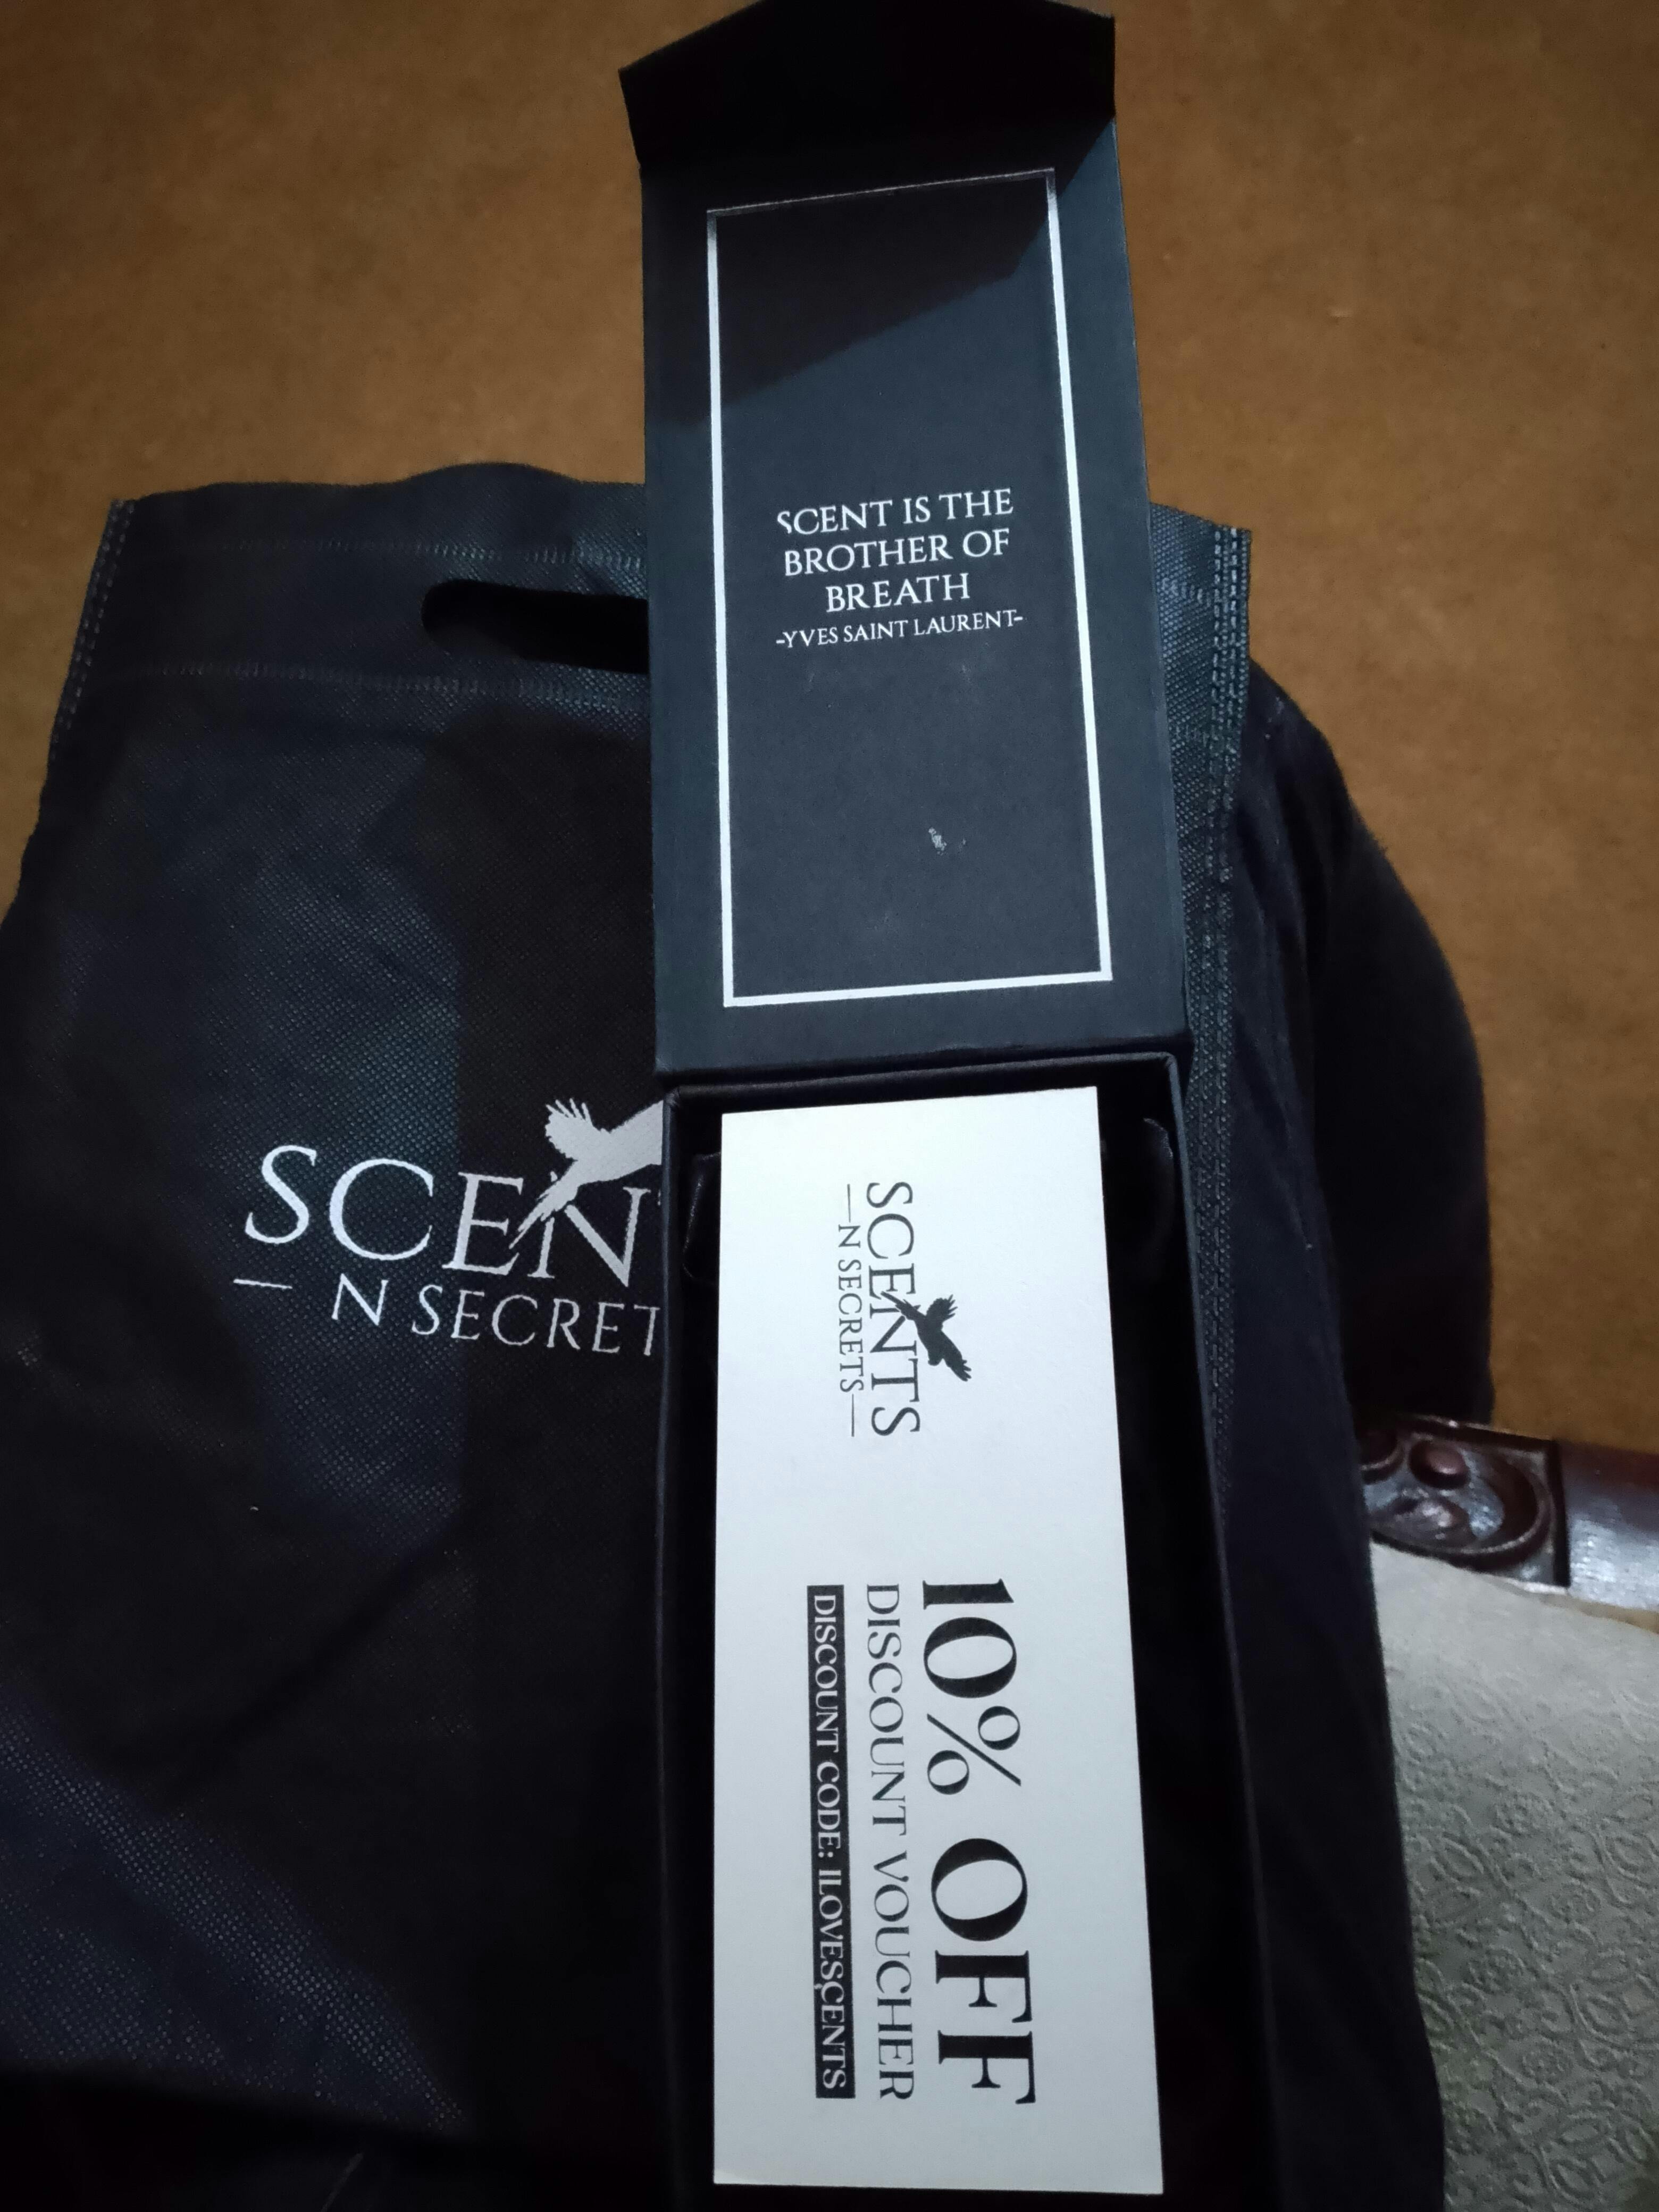 SCENT IS THE
BROTHER OF
BREATH
-YVES SAINT LAURENT-
SCEN
— N SECRET
SCENTS
—N SECRETS—
10% OFF
DISCOUNT VOUCHER
DISCOUNT CODE: ILOVESCENTS